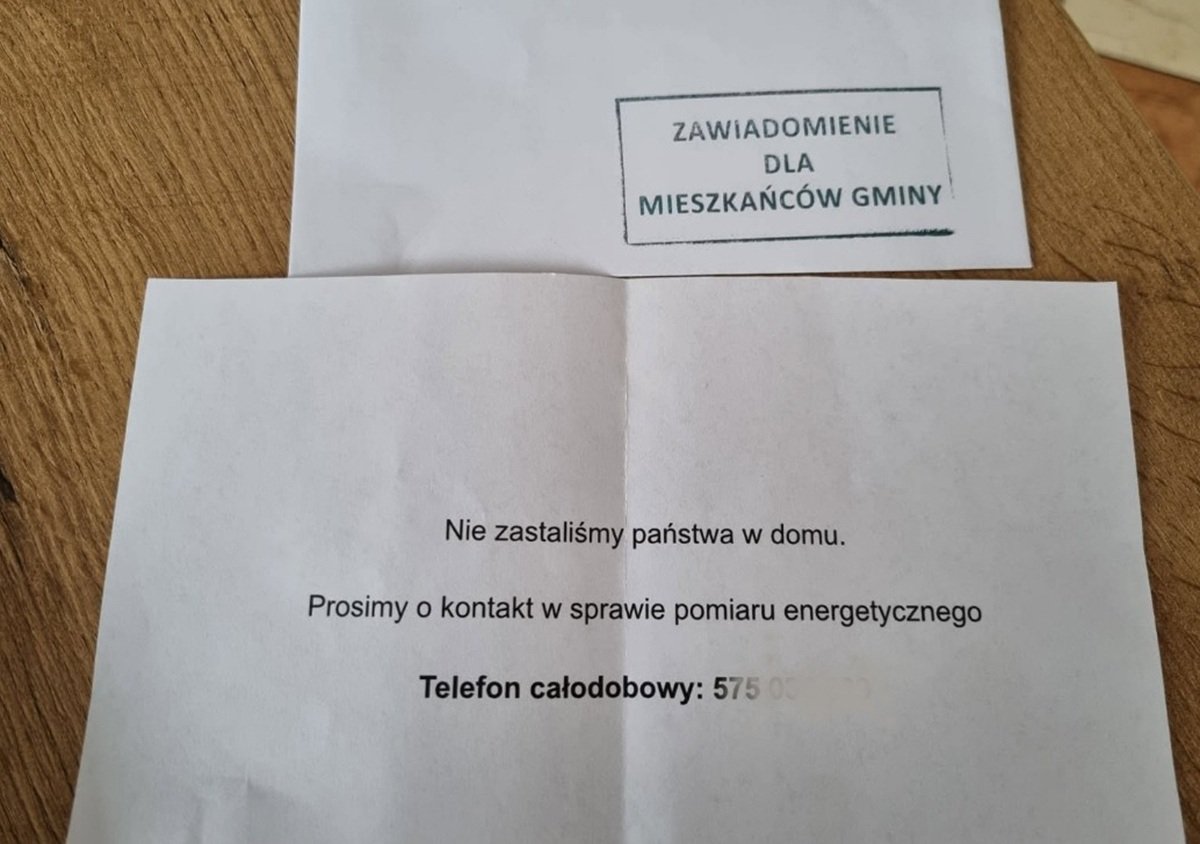 ZAWIADOMIENIE
DLA
MIESZKAŃCÓW GMINY
Nie zastaliśmy państwa w domu.
Prosimy o kontakt w sprawie pomiaru energetycznego
Telefon całodobowy: 575